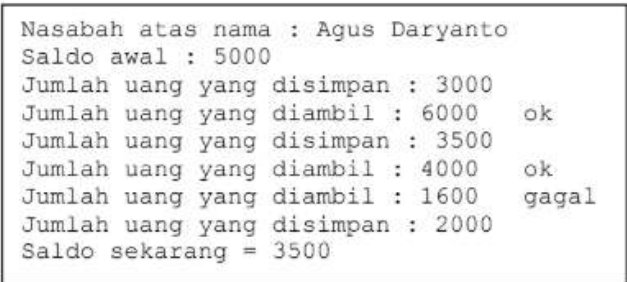 Nasabah atas nama : Agus Daryanto
Saldo awal : 5000
Jumlah uang yang disimpan : 3000
Jumlah uang yang diambil : 6000   ok
Jumlah uang yang disimpan : 3500
Jumlah uang yang diambil : 4000   ok
Jumlah uang yang diambil : 1600   gagal
Jumlah uang yang disimpan : 2000
Saldo sekarang = 3500